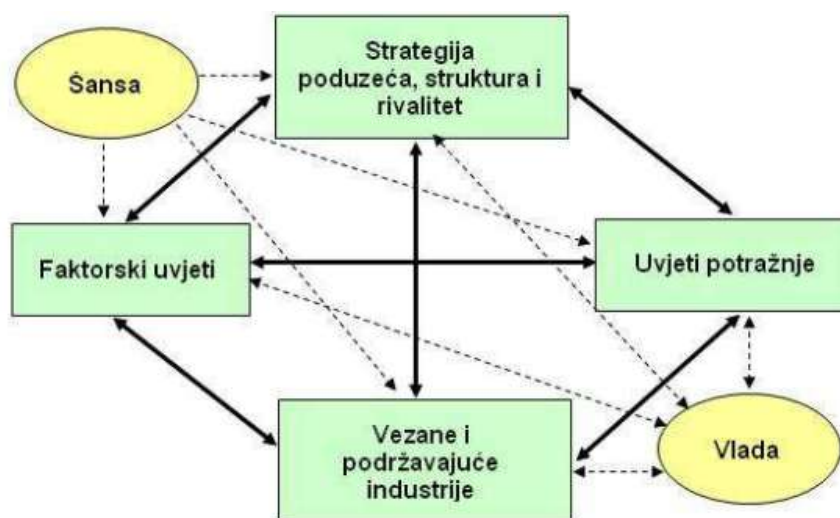 Šansa
Strategija
poduzeća, struktura i
rivalitet
Faktorski uvjeti
Uvjeti potražnje
Vezane i
podržavajuće
industrije
Vlada